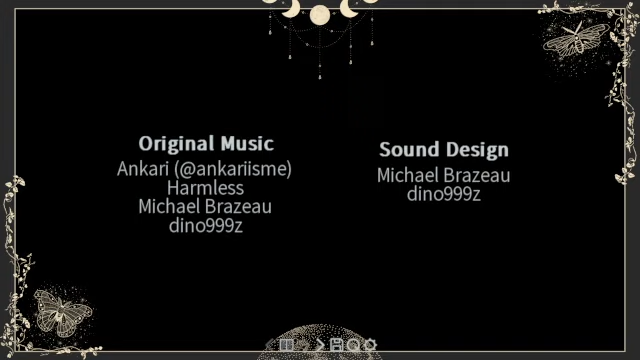 Original Music
Ankari (@ankariisme)
Harmless
Michael Brazeau
dino999z
Sound Design
Michael Brazeau
dino999z